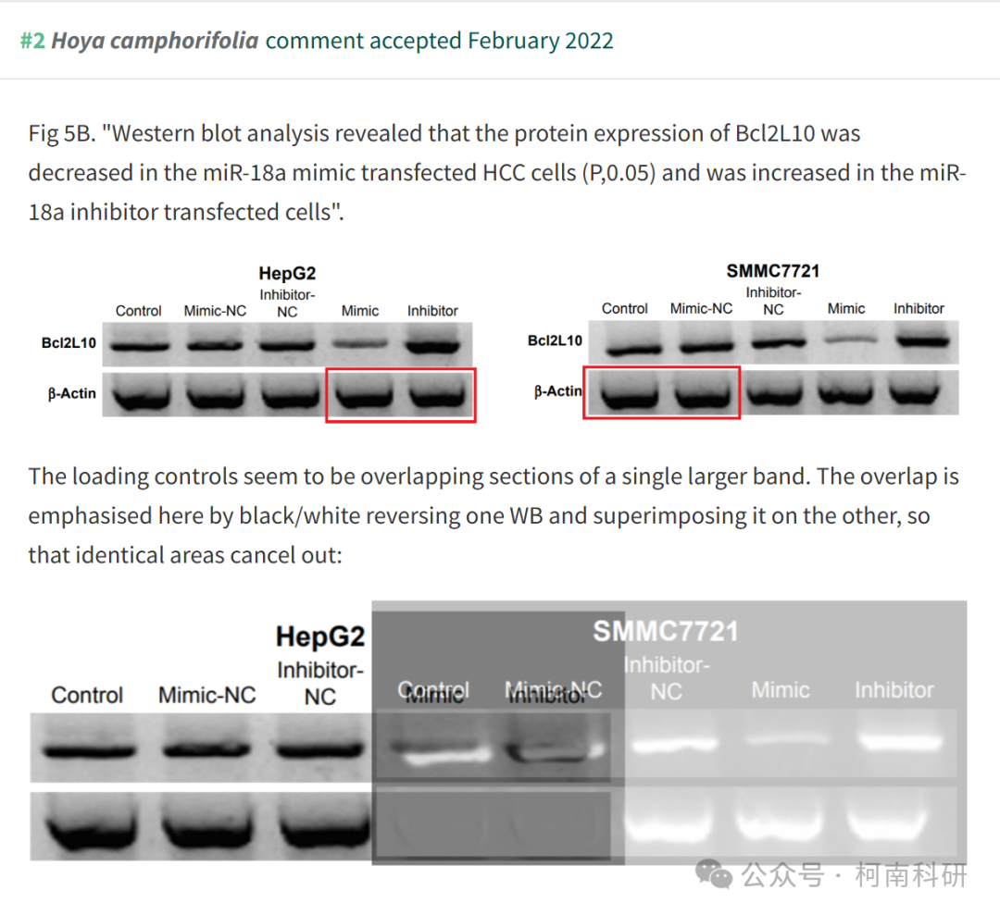 #2 Hoya camphorifolia comment accepted February 2022
Fig 5B. "Western blot analysis revealed that the protein expression of Bcl2L10 was
decreased in the miR-18a mimic transfected HCC cells (P,0.05) and was increased in the miR-
18a inhibitor transfected cells".
HepG2
Control Mimic-NC Inhibitor-NC Mimic Inhibitor
Bcl2L10
β-Actin
SMMC7721
Control Mimic-NC Inhibitor-NC Mimic Inhibitor
Bcl2L10
β-Actin
The loading controls seem to be overlapping sections of a single larger band. The overlap is
emphasised here by black/white reversing one WB and superimposing it on the other, so
that identical areas cancel out:
HepG2
Control Mimic-NC Inhibitor-NC Mimic Inhibitor
SMMC7721
Control Mimic-NC Inhibitor-NC Mimic Inhibitor
公众号 · 柯南科研